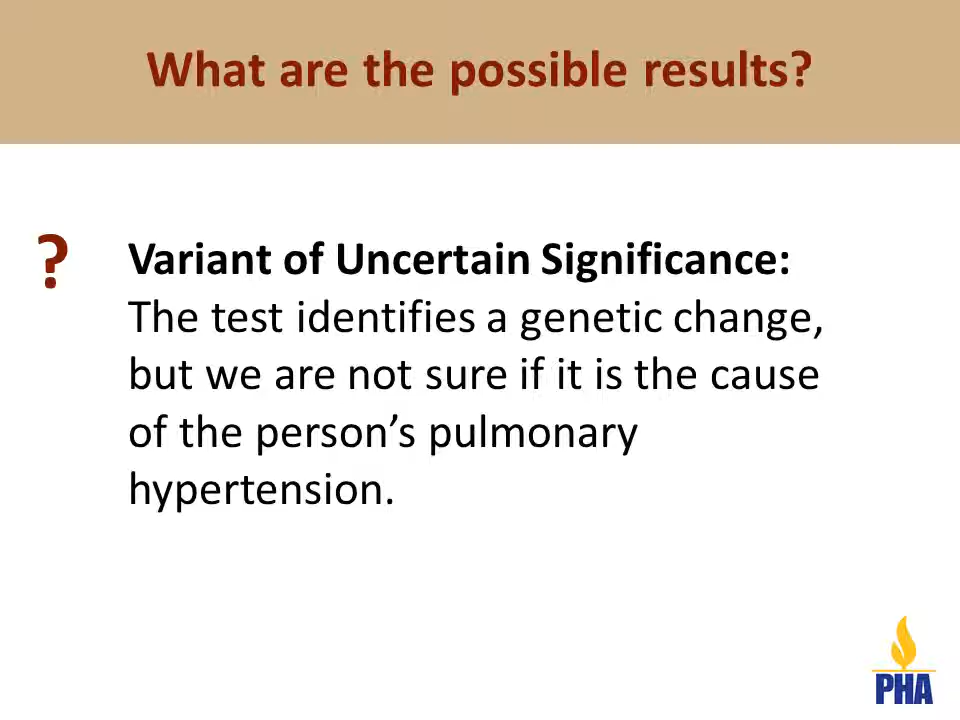 What are the possible results?
?
Variant of Uncertain Significance:
The test identifies a genetic change,
but we are not sure if it is the cause
of the person’s pulmonary
hypertension.
PHA